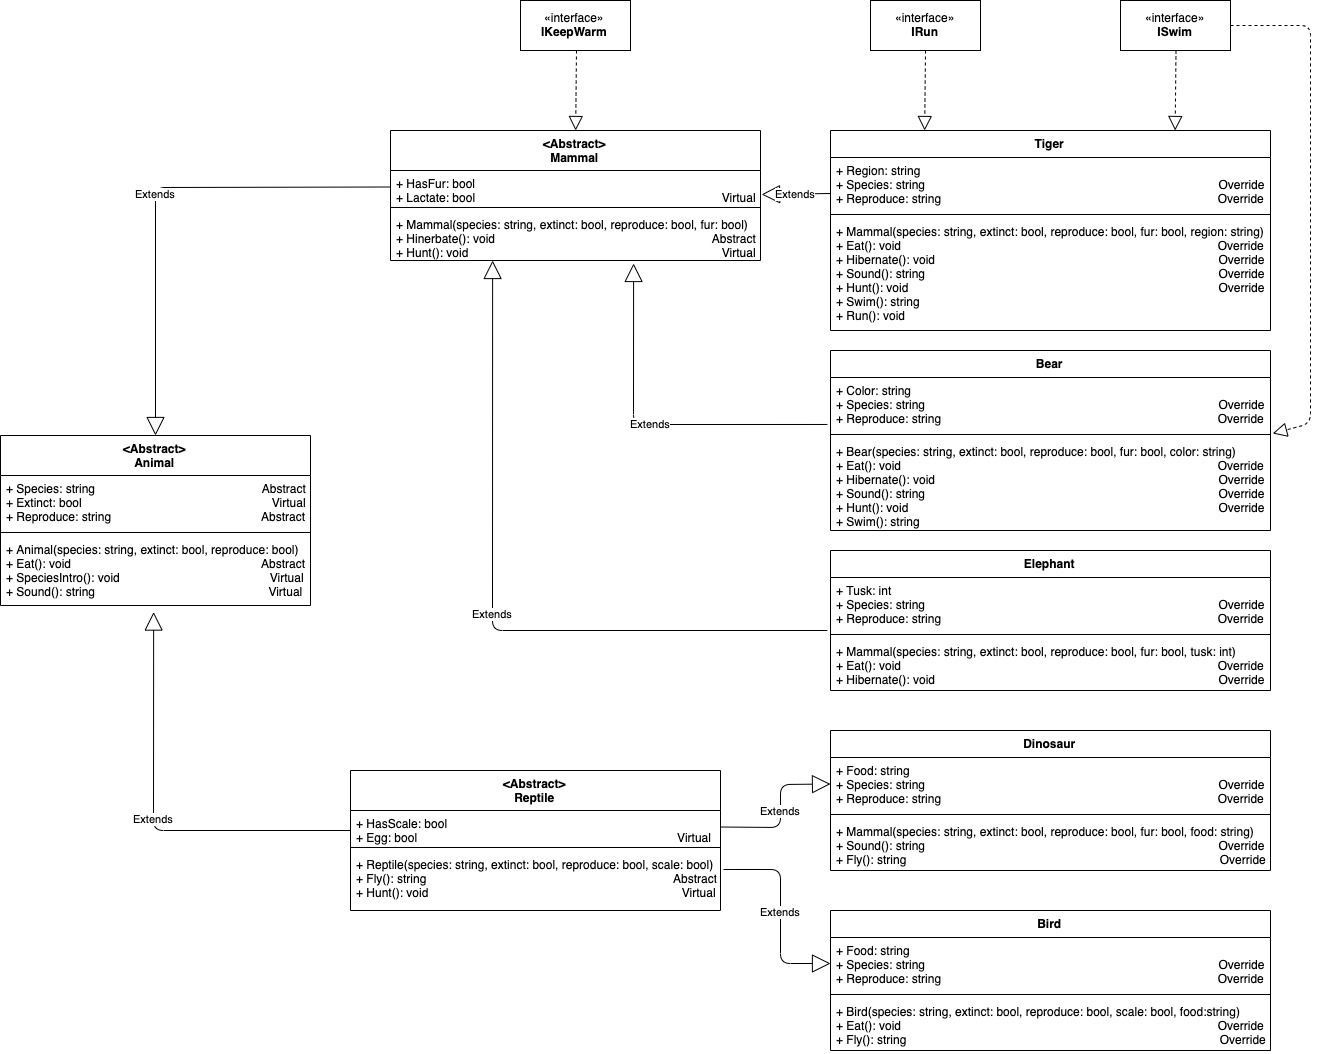 «interface»
IKeepWarm
«interface»
IRun
«interface»
ISwim
<Abstract>
Mammal
+ HasFur: bool
+ Lactate: bool Virtual
+ Mammal(species: string, extinct: bool, reproduce: bool, fur: bool)
+ Hinerbate(): void Abstract
+ Hunt(): void Virtual
Extends
Extends
Tiger
+ Region: string
+ Species: string Override
+ Reproduce: string Override
+ Mammal(species: string, extinct: bool, reproduce: bool, fur: bool, region: string)
+ Eat(): void Override
+ Hibernate(): void Override
+ Sound(): string Override
+ Hunt(): void Override
+ Swim(): string
+ Run(): void
Bear
+ Color: string
+ Species: string Override
+ Reproduce: string Override
+ Bear(species: string, extinct: bool, reproduce: bool, fur: bool, color: string)
+ Eat(): void Override
+ Hibernate(): void Override
+ Sound(): string Override
+ Hunt(): void Override
+ Swim(): string
Extends
<Abstract>
Animal
+ Species: string Abstract
+ Extinct: bool Virtual
+ Reproduce: string Abstract
+ Animal(species: string, extinct: bool, reproduce: bool)
+ Eat(): void Abstract
+ SpeciesIntro(): void Virtual
+ Sound(): string Virtual
Extends
Elephant
+ Tusk: int
+ Species: string Override
+ Reproduce: string Override
+ Mammal(species: string, extinct: bool, reproduce: bool, fur: bool, tusk: int)
+ Eat(): void Override
+ Hibernate(): void Override
Extends
<Abstract>
Reptile
+ HasScale: bool
+ Egg: bool Virtual
+ Reptile(species: string, extinct: bool, reproduce: bool, scale: bool)
+ Fly(): string Abstract
+ Hunt(): void Virtual
Extends
Dinosaur
+ Food: string
+ Species: string Override
+ Reproduce: string Override
+ Mammal(species: string, extinct: bool, reproduce: bool, fur: bool, food: string)
+ Sound(): string Override
+ Fly(): string Override
Extends
Bird
+ Food: string
+ Species: string Override
+ Reproduce: string Override
+ Bird(species: string, extinct: bool, reproduce: bool, scale: bool, food:string)
+ Eat(): void Override
+ Fly(): string Override